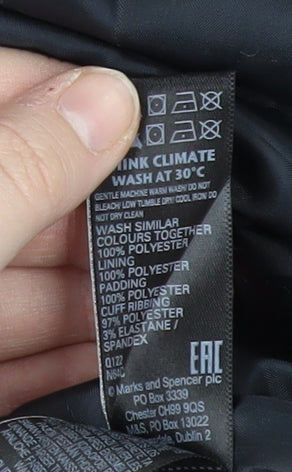 THINK CLIMATE
WASH AT 30°C
GENTLE MACHINE WARM WASH/ DO NOT
BLEACH/ LOW TUMBLE DRY/ COOL IRON/ DO
NOT DRY CLEAN
WASH SIMILAR
COLOURS TOGETHER
100% POLYESTER
LINING
100% POLYESTER
PADDING
100% POLYESTER
CUFF RIBBING
97% POLYESTER
3% ELASTANE /
SPANDEX
Q122
N64C
EAC
© Marks and Spencer plc
PO Box 3339
Chester CH99 9QS
M&S, PO Box 13022
Dublin 2